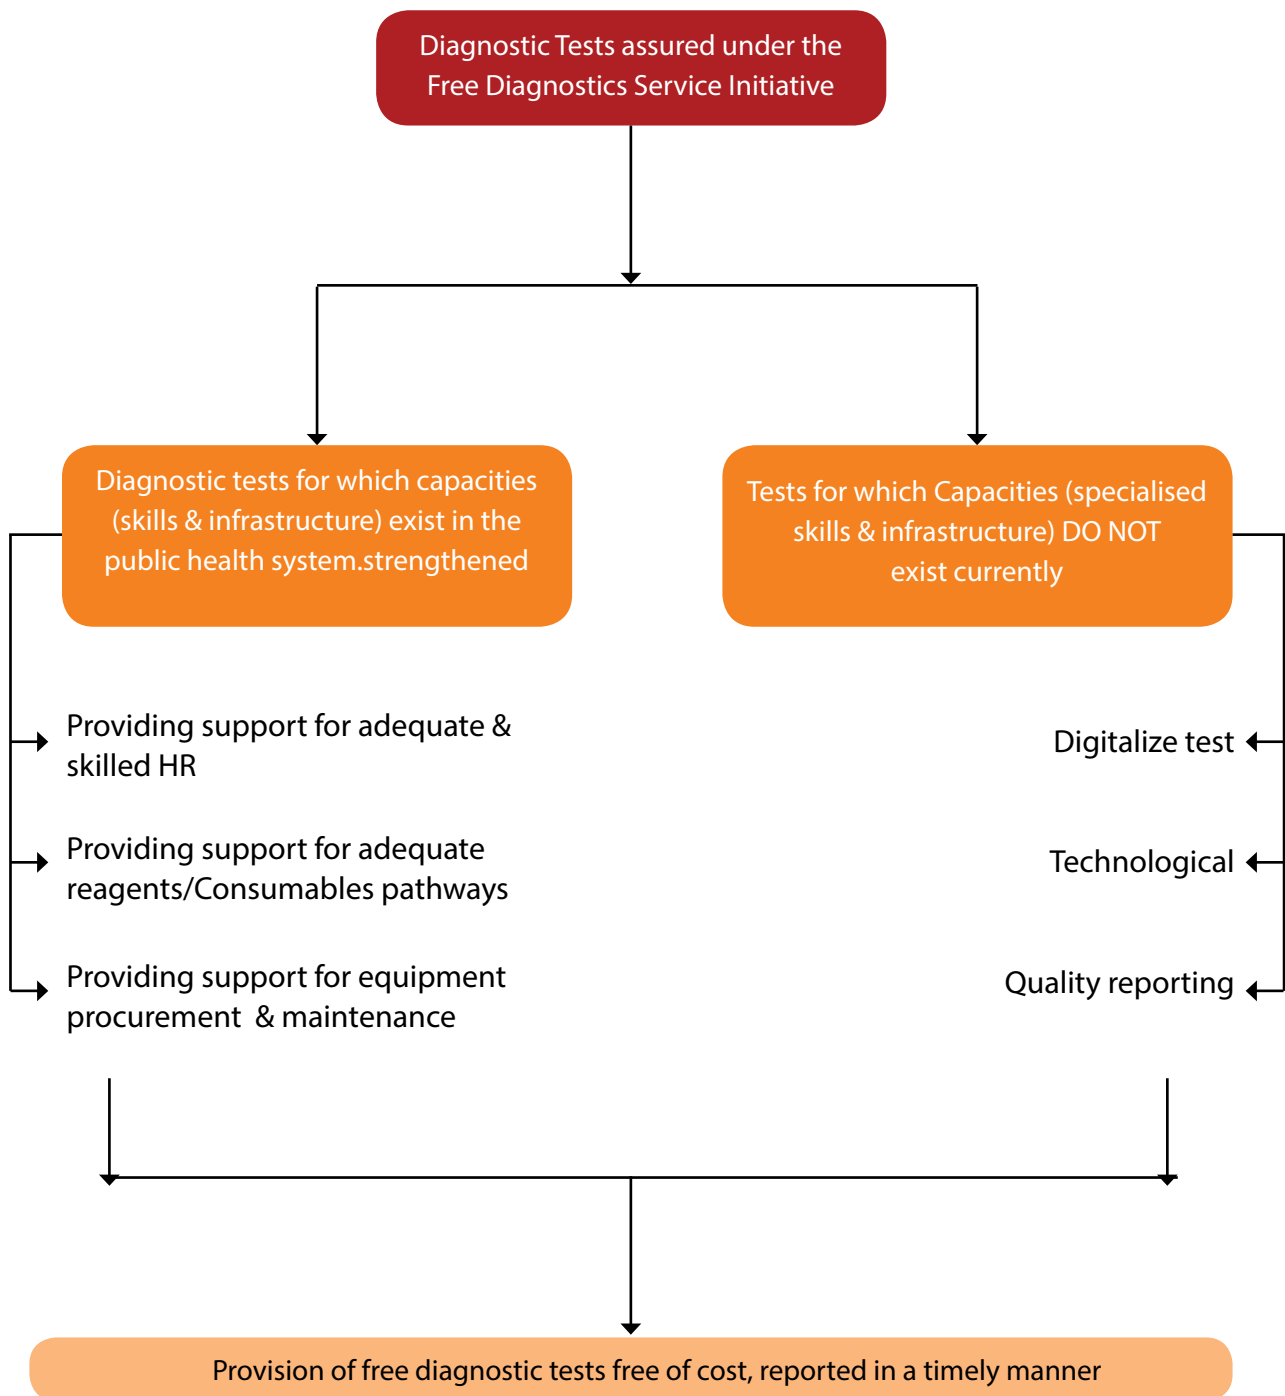 Diagnostic Tests assured under the
Free Diagnostics Service Initiative
Diagnostic tests for which capacities
(skills & infrastructure) exist in the
public health system.strengthened
Tests for which Capacities (specialised
skills & infrastructure) DO NOT
exist currently
Providing support for adequate &
skilled HR
Providing support for adequate
reagents/Consumables pathways
Providing support for equipment
procurement  & maintenance
Digitalize test
Technological
Quality reporting
Provision of free diagnostic tests free of cost, reported in a timely manner